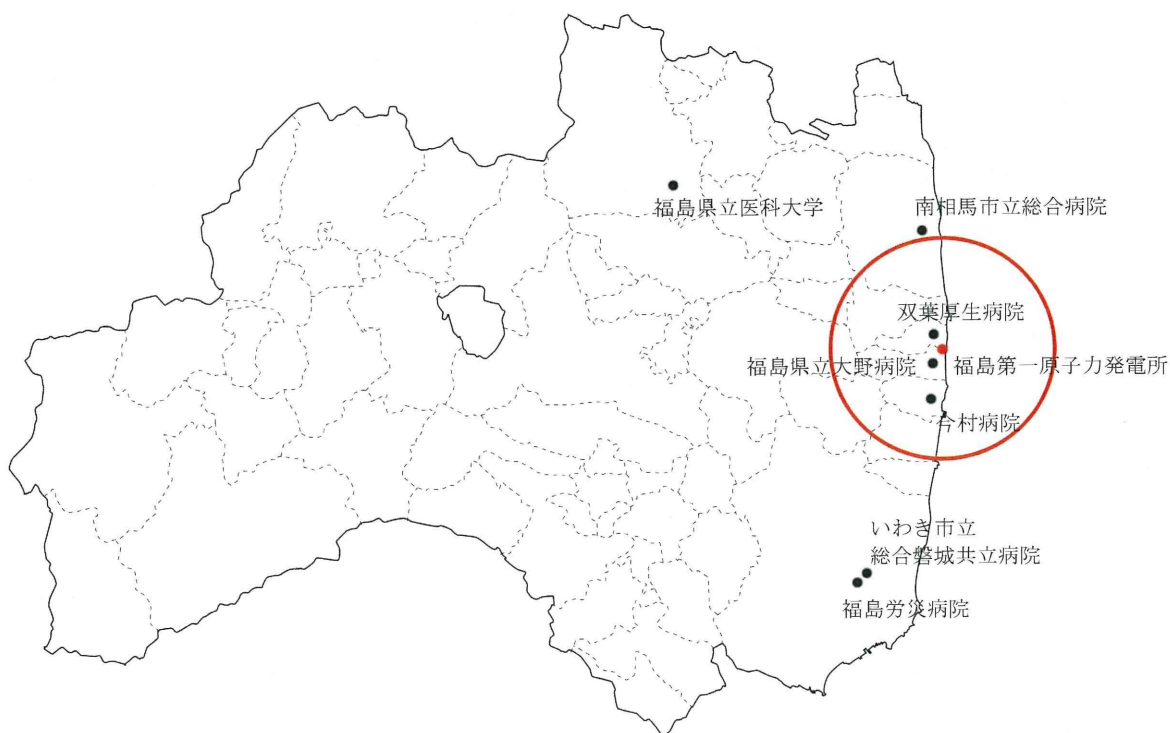 福島県立医科大学
南相馬市立総合病院
双葉厚生病院
福島県立大野病院
福島第一原子力発電所
今村病院
いわき市立
総合磐城共立病院
福島労災病院